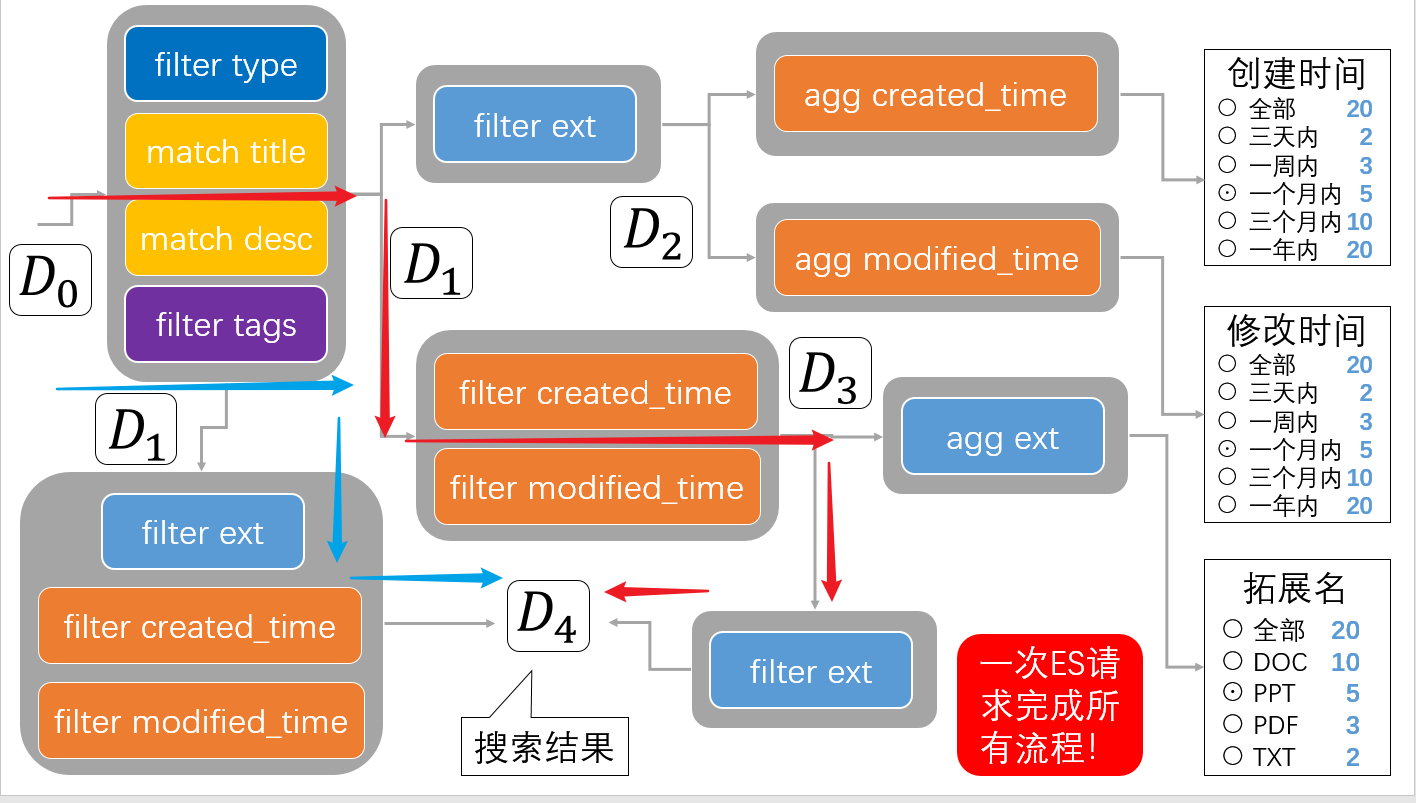 filter type
match title
match desc
filter tags
D0
D1
filter ext
D2
agg created_time
agg modified_time
D1
filter created_time
filter modified_time
D3
agg ext
filter ext
filter created_time
filter modified_time
D4
搜索结果
filter ext
一次ES请
求完成所
有流程！
创建时间
全部 20
三天内 2
一周内 3
一个月内 5
三个月内 10
一年内 20
修改时间
全部 20
三天内 2
一周内 3
一个月内 5
三个月内 10
一年内 20
拓展名
全部 20
DOC 10
PPT 5
PDF 3
TXT 2